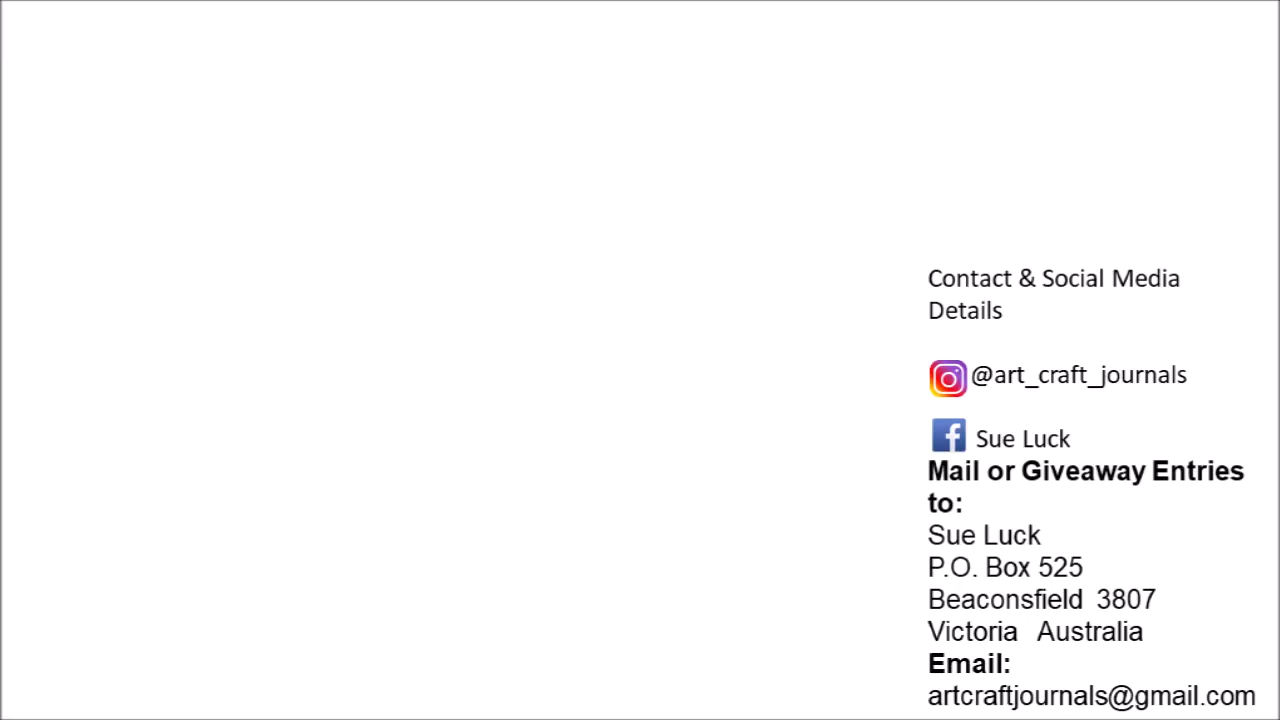 Contact & Social Media
Details
@art_craft_journals
Sue Luck
Mail or Giveaway Entries
to:
Sue Luck
P.O. Box 525
Beaconsfield  3807
Victoria   Australia
Email:
artcraftjournals@gmail.com